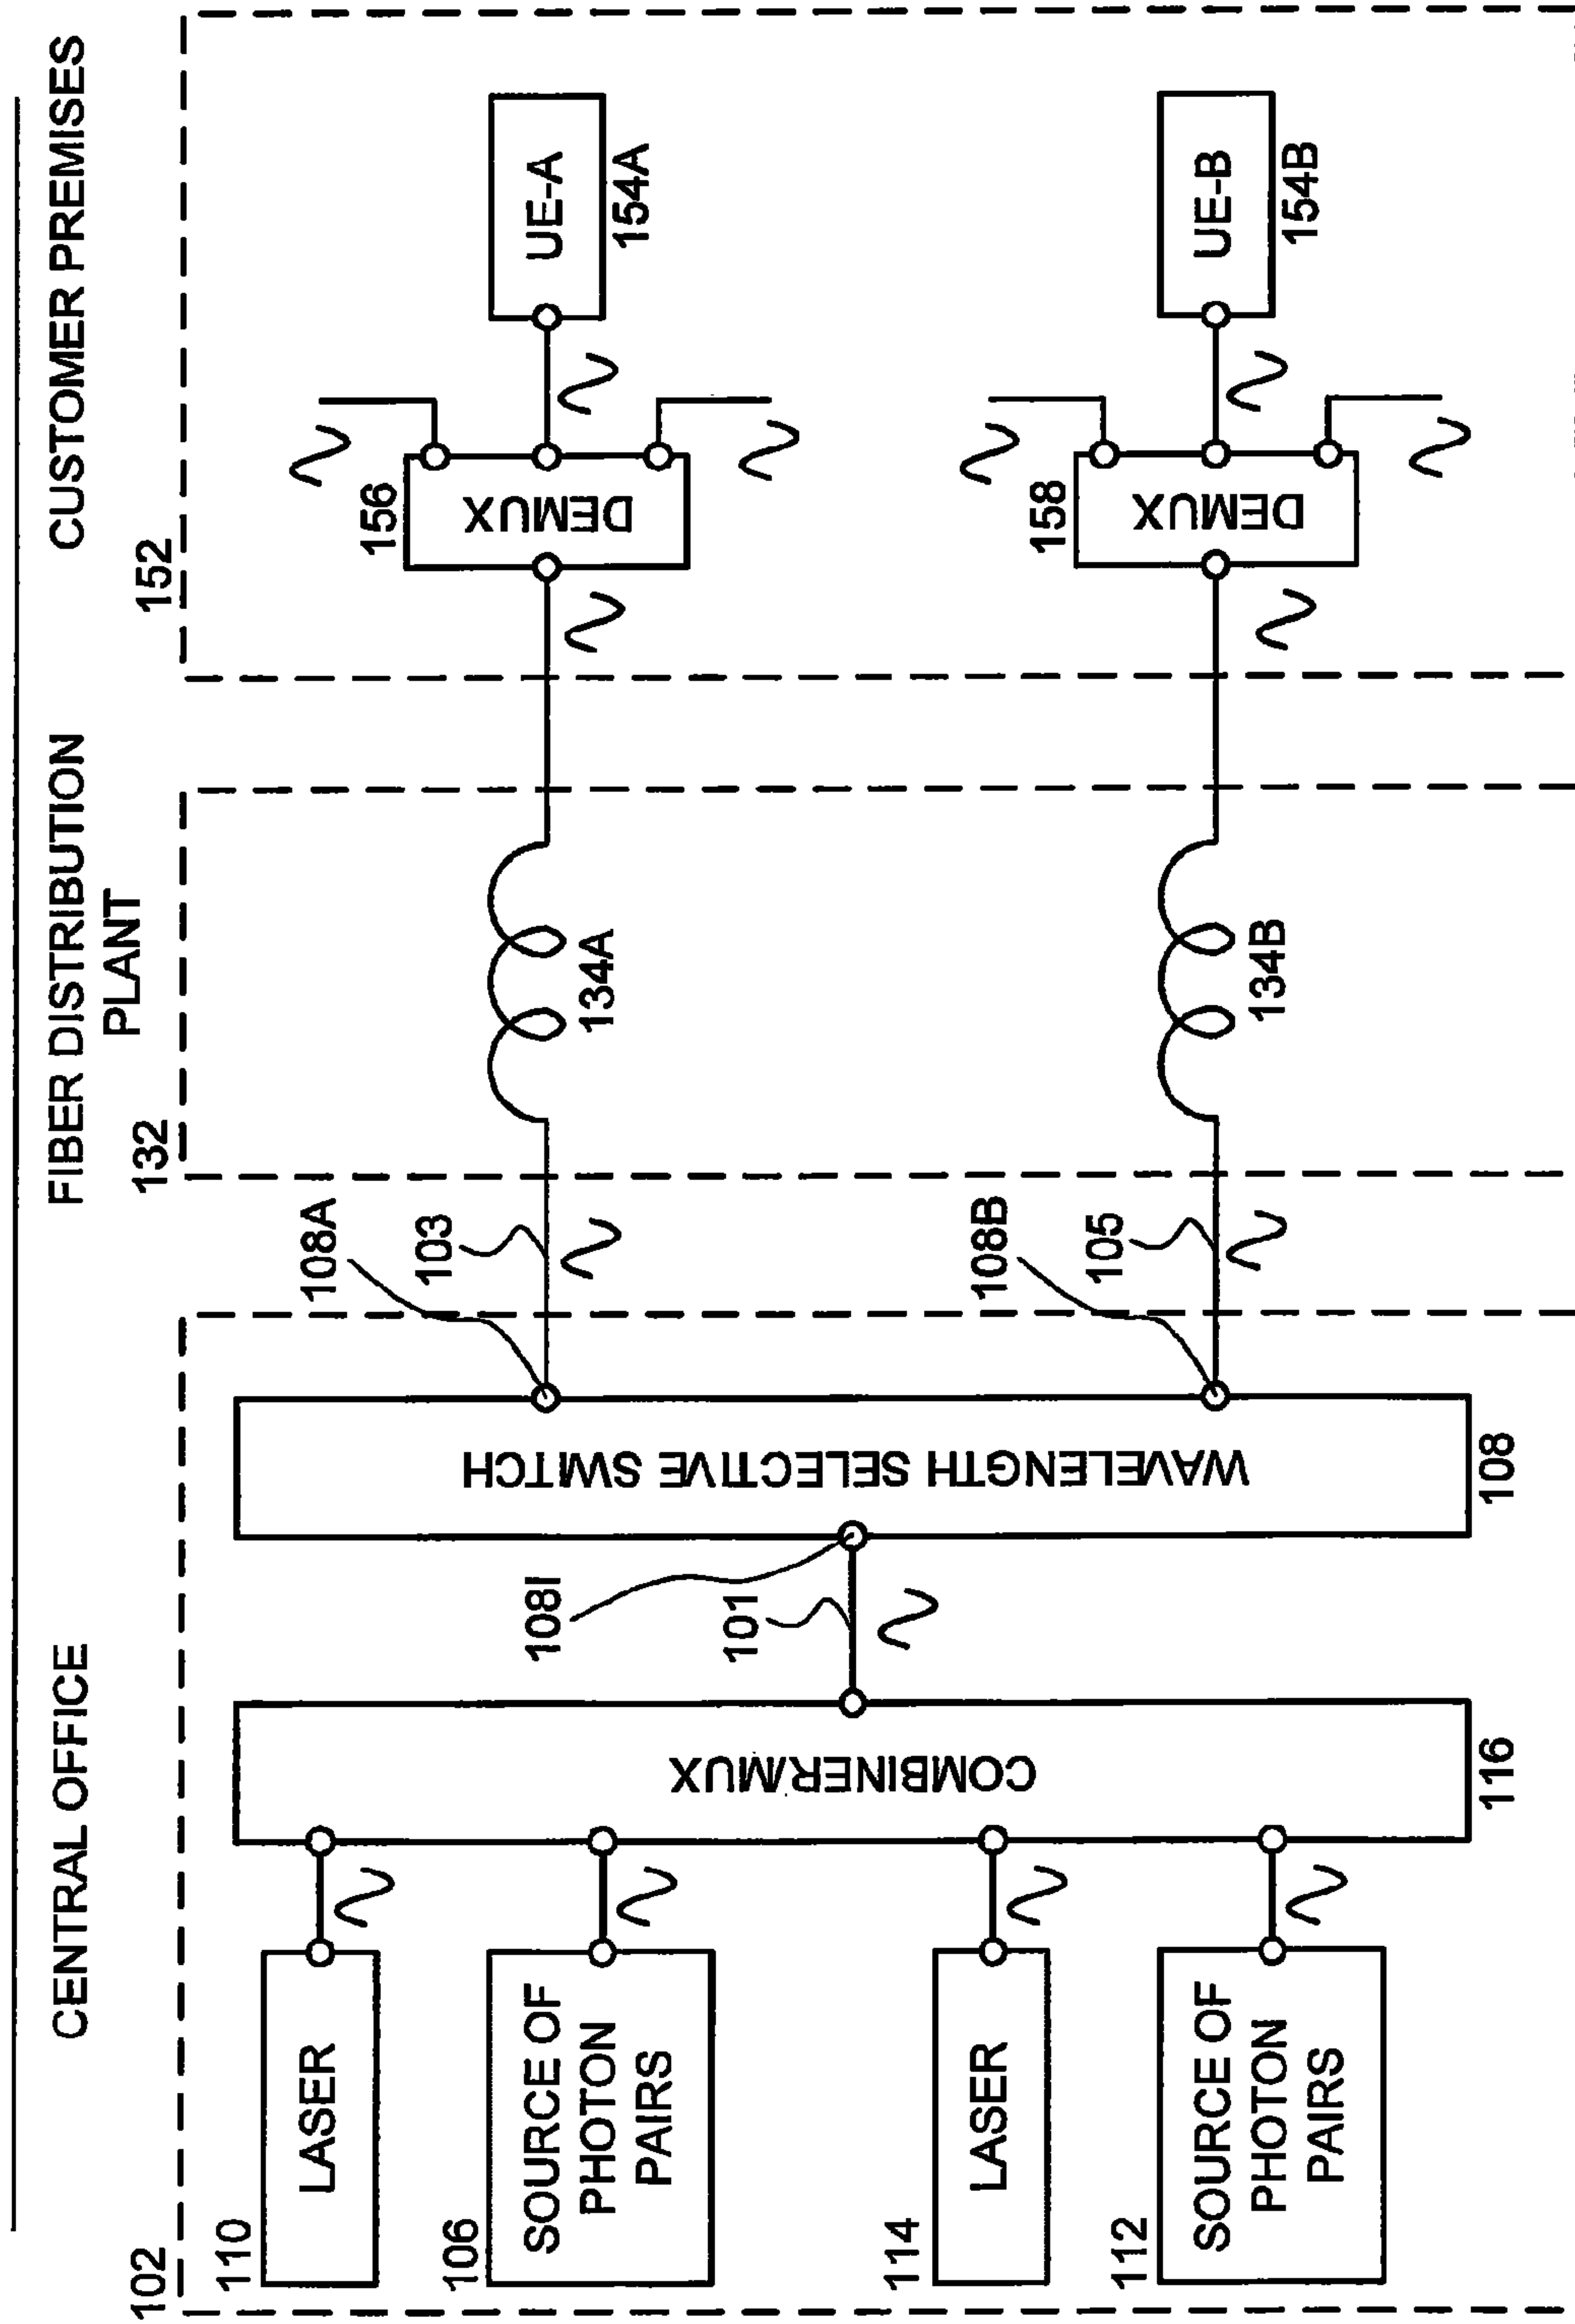 CENTRAL OFFICE
FIBER DISTRIBUTION
PLANT
CUSTOMER PREMISES
102
132
152
110
LASER
106
SOURCE OF
PHOTON
PAIRS
114
LASER
112
SOURCE OF
PHOTON
PAIRS
COMBINER/MUX
116
101
108I
WAVELENGTH SELECTIVE SWITCH
108
108A
103
108B
105
134A
134B
156
DEMUX
158
DEMUX
UE-A
154A
UE-B
154B